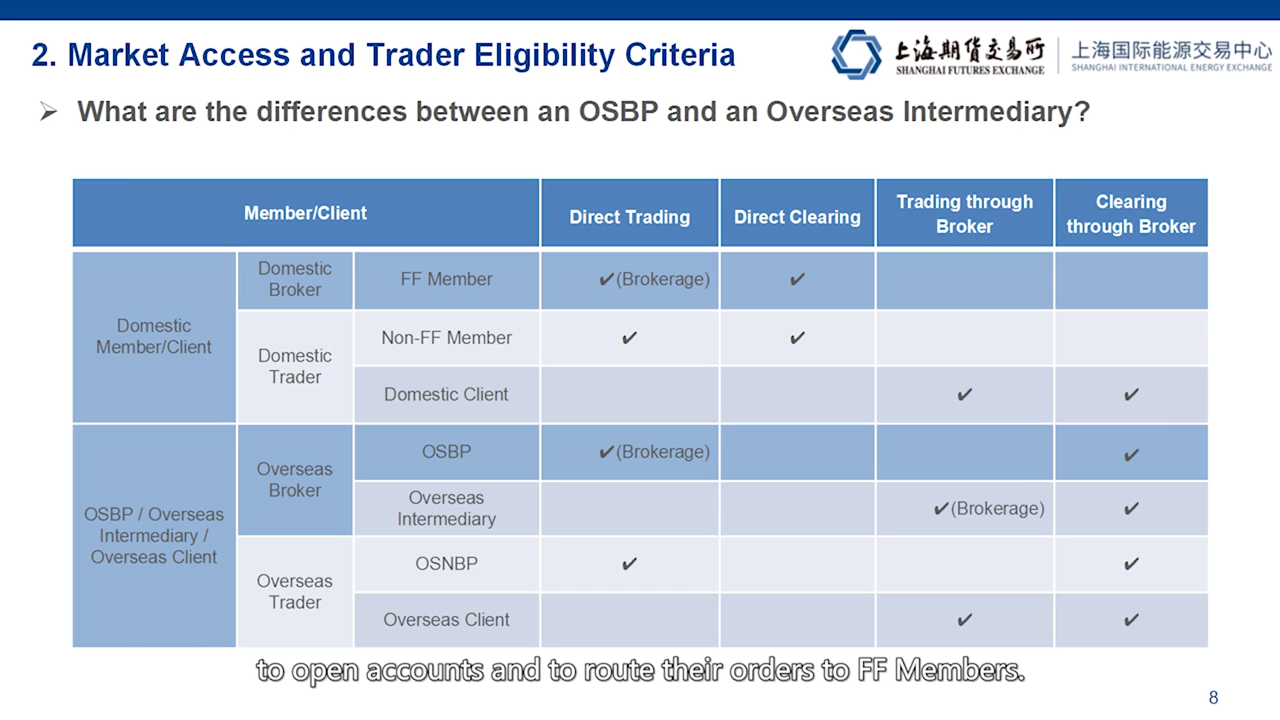 2. Market Access and Trader Eligibility Criteria
上海期货交易所
SHANGHAI FUTURES EXCHANGE
上海国际能源交易中心
SHANGHAI INTERNATIONAL ENERGY EXCHANGE
➢ What are the differences between an OSBP and an Overseas Intermediary?
Member/Client
Direct Trading
Direct Clearing
Trading through
Broker
Clearing
through Broker
Domestic
Member/Client
Domestic
Broker
FF Member
✔(Brokerage)
✔
Domestic
Trader
Non-FF Member
✔
✔
Domestic Client
✔
✔
OSBP / Overseas
Intermediary /
Overseas Client
Overseas
Broker
OSBP
✔(Brokerage)
✔
Overseas
Intermediary
✔(Brokerage)
✔
Overseas
Trader
OSNBP
✔
✔
Overseas Client
✔
✔
to open accounts and to route their orders to FF Members.
8